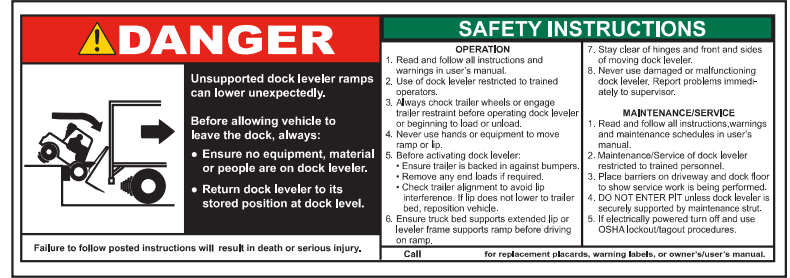 DANGER
Unsupported dock leveler ramps
can lower unexpectedly.
Before allowing vehicle to
leave the dock, always:
• Ensure no equipment, material
or people are on dock leveler.
• Return dock leveler to its
stored position at dock level.
Failure to follow posted instructions will result in death or serious injury.
SAFETY INSTRUCTIONS
OPERATION
1. Read and follow all instructions and
warnings in user's manual.
2. Use of dock leveler restricted to trained
operators.
3. Always chock trailer wheels or engage
trailer restraint before operating dock leveler
or beginning to load or unload.
4. Never use hands or equipment to move
ramp or lip.
5. Before activating dock leveler:
• Ensure trailer is backed in against bumpers.
• Remove any end loads if required.
• Check trailer alignment to avoid lip
interference. If lip does not lower to trailer
bed, reposition vehicle.
6. Ensure truck bed supports extended lip or
leveler frame supports ramp before driving
on ramp.
7. Stay clear of hinges and front and sides
of moving dock leveler.
8. Never use damaged or malfunctioning
dock leveler. Report problems immedi-
ately to supervisor.
MAINTENANCE/SERVICE
1. Read and follow all instructions,warnings
and maintenance schedules in user's
manual.
2. Maintenance/Service of dock leveler
restricted to trained personnel.
3. Place barriers on driveway and dock floor
to show service work is being performed.
4. DO NOT ENTER PIT unless dock leveler is
securely supported by maintenance strut.
5. If electrically powered turn off and use
OSHA lockout/tagout procedures.
Call for replacement placards, warning labels, or owner's/user's manual.